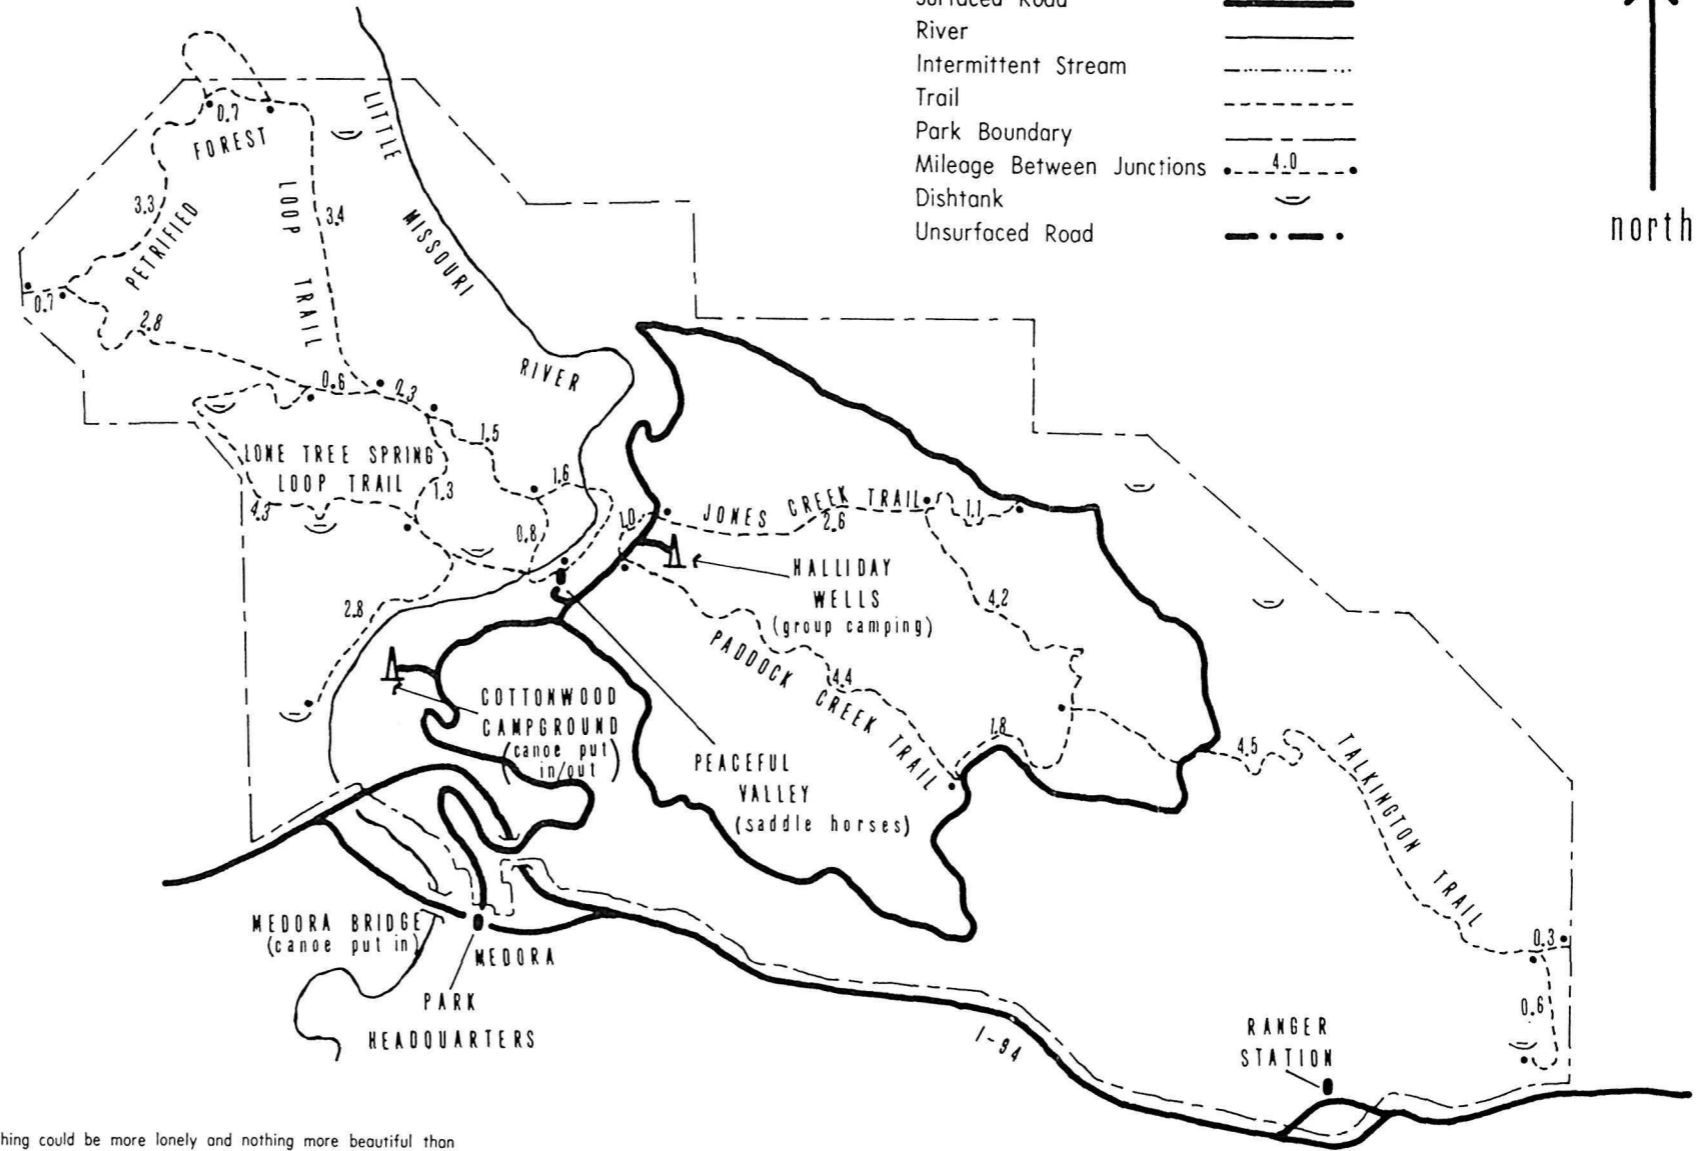 Surfaced Road
River
Intermittent Stream
Trail
Park Boundary
Mileage Between Junctions
4.0
Dishtank
Unsurfaced Road
north
LITTLE MISSOURI RIVER
PETRIFIED FOREST LOOP TRAIL
0.7
3.3
3.4
0.7
2.8
0.6
0.3
1.5
LONE TREE SPRING
LOOP TRAIL
1.3
4.3
1.6
0.8
1.0
2.8
JONES CREEK TRAIL
2.6
1.1
HALLIDAY
WELLS
(group camping)
4.2
PADDOCK CREEK TRAIL
4.4
1.8
COTTONWOOD
CAMPGROUND
(canoe put
in/out)
PEACEFUL
VALLEY
(saddle horses)
4.5
TALKINGTON TRAIL
0.3
0.6
MEDORA BRIDGE
(canoe put in)
MEDORA
PARK
HEADQUARTERS
I-94
RANGER
STATION
hing could be more lonely and nothing more beautiful than